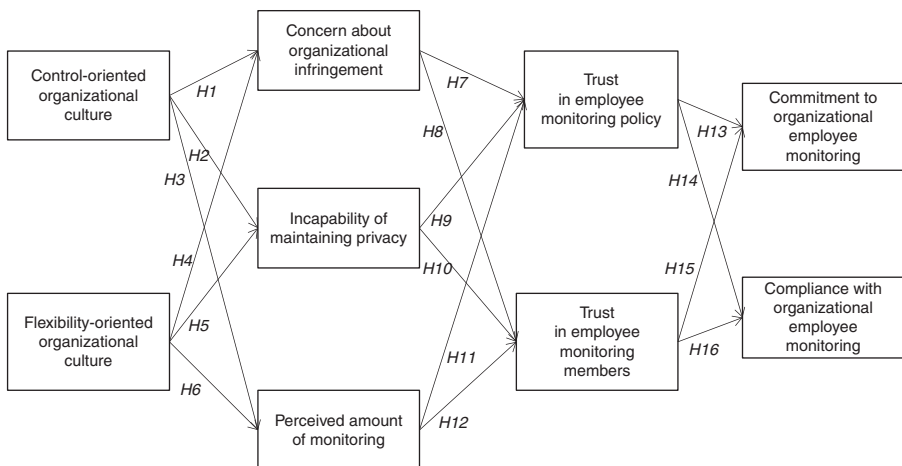 Control-oriented
organizational
culture
Flexibility-oriented
organizational
culture
H1
H2
H3
H4
H5
H6
Concern about
organizational
infringement
Incapability of
maintaining privacy
Perceived amount
of monitoring
H7
H8
H9
H10
H11
H12
Trust
in employee
monitoring policy
Trust
in employee
monitoring
members
H13
H14
H15
H16
Commitment to
organizational
employee
monitoring
Compliance with
organizational
employee
monitoring